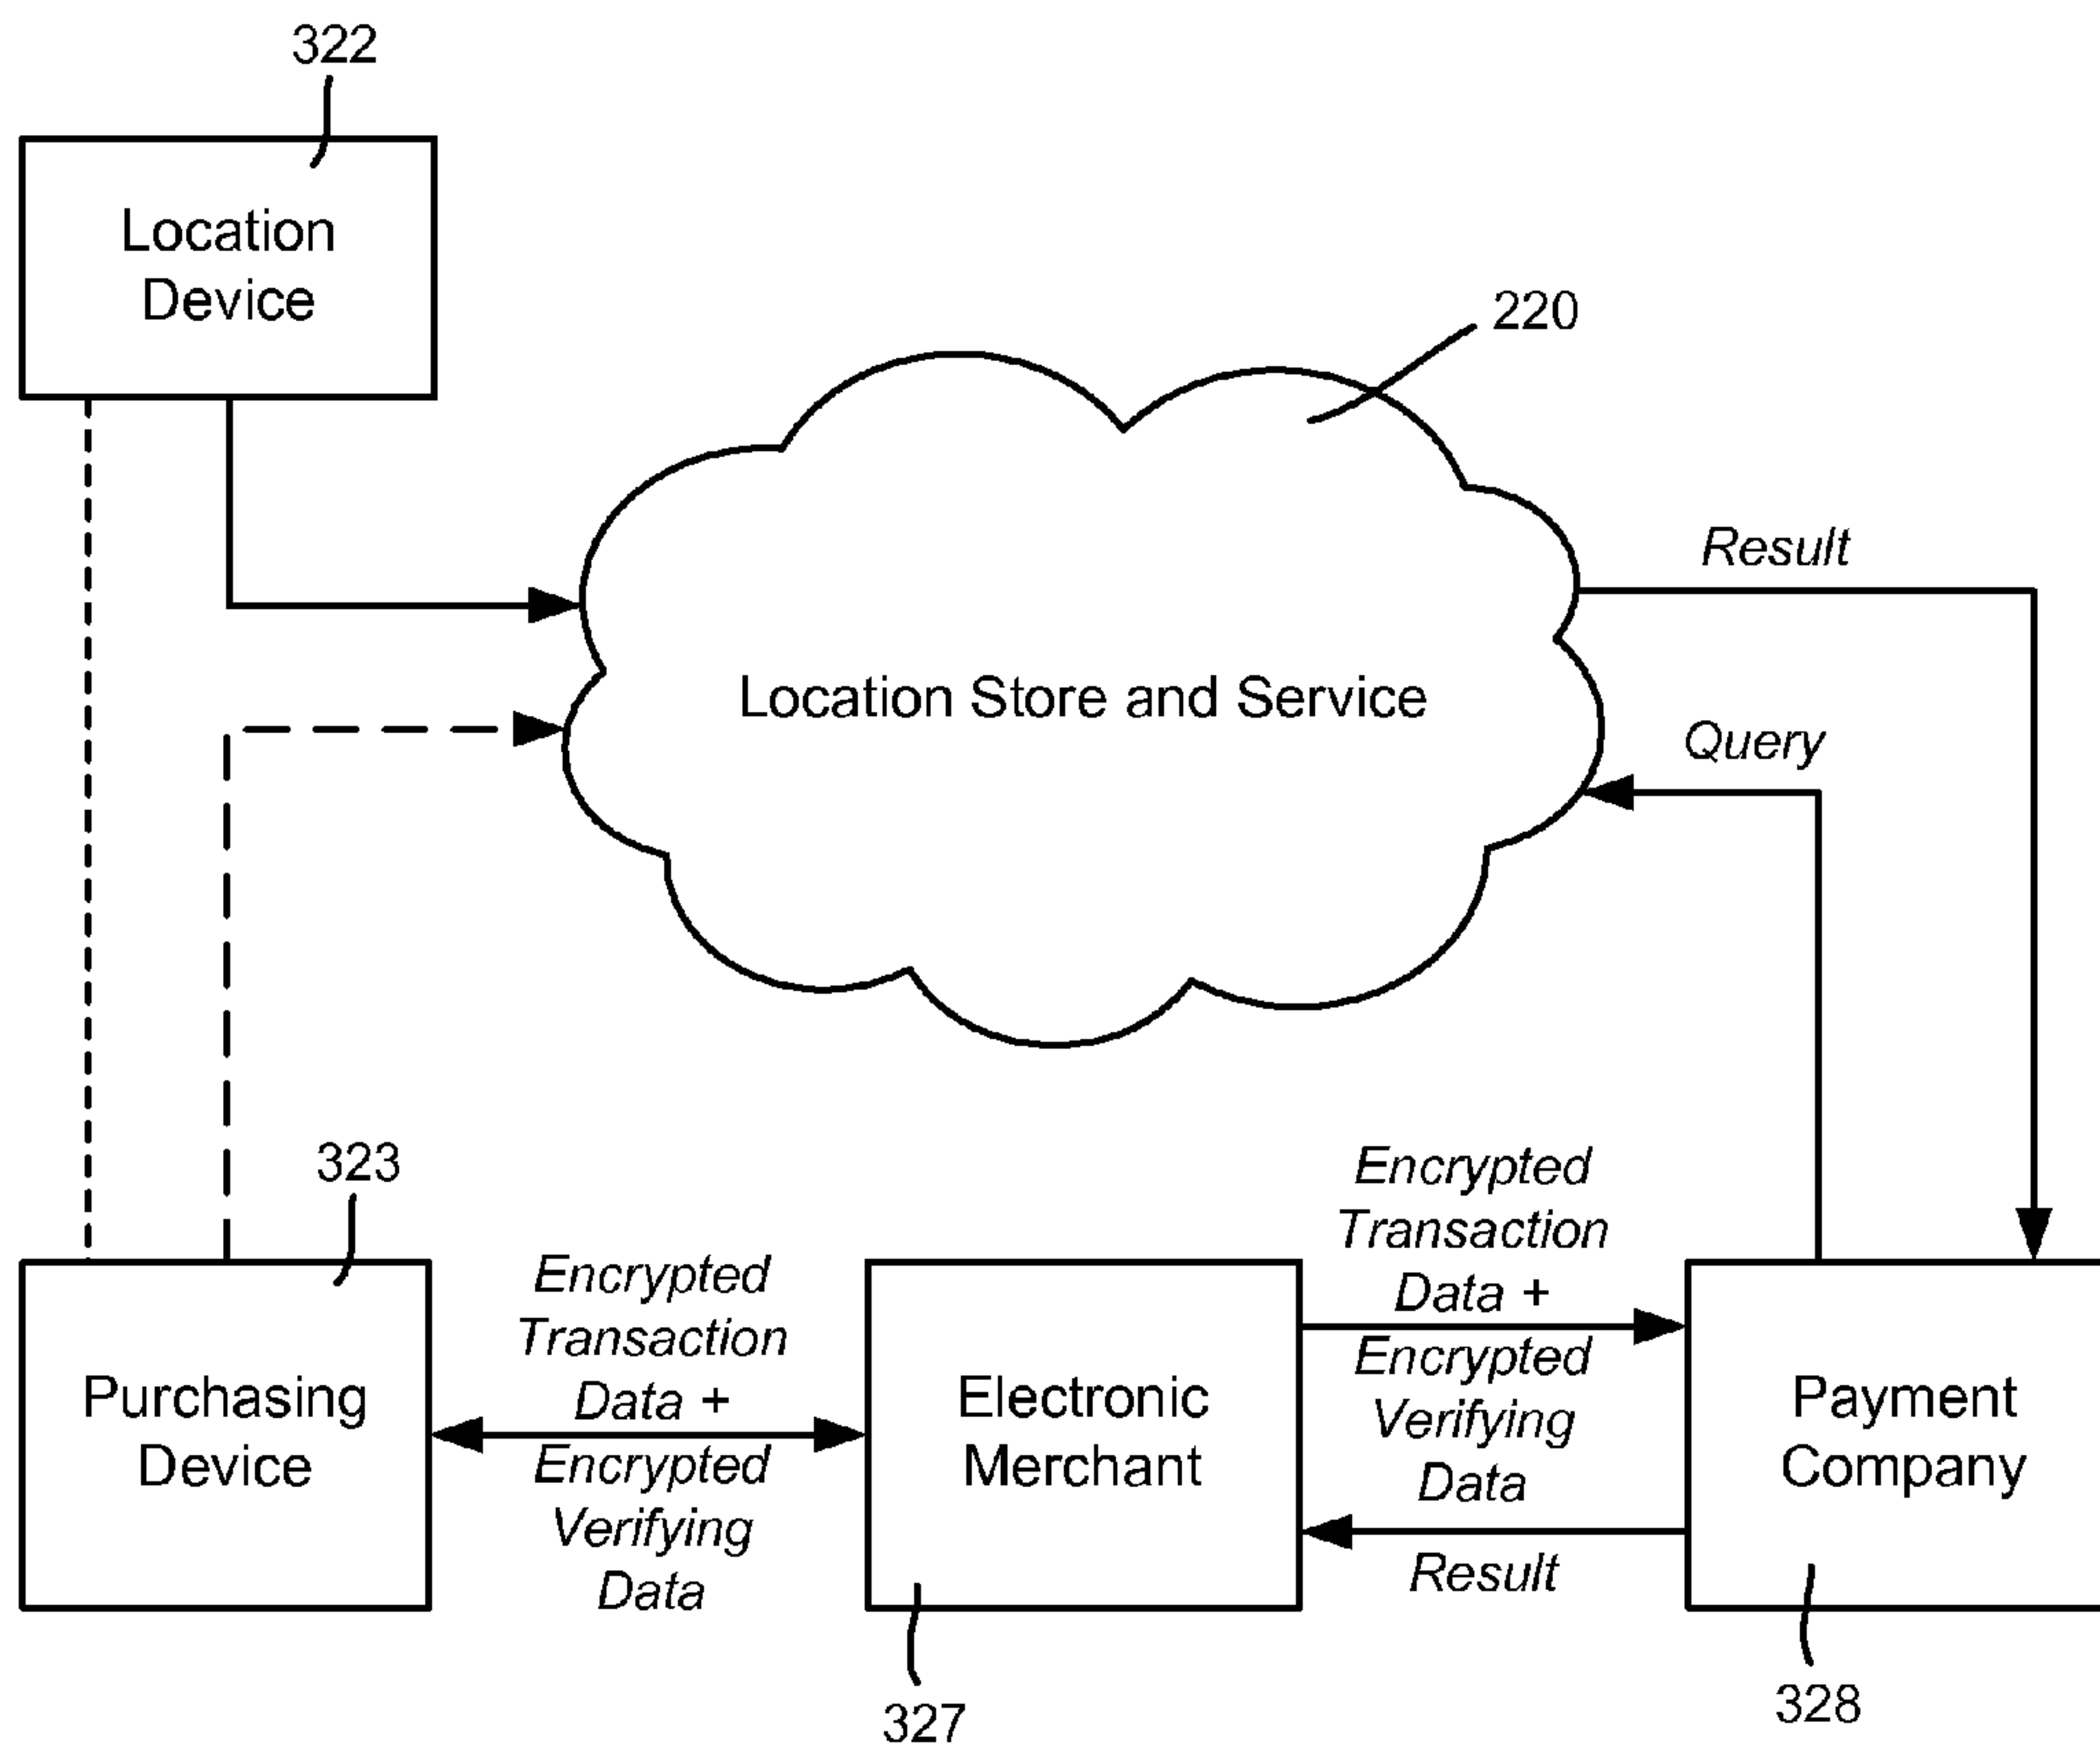 322
Location
Device
220
Result
Location Store and Service
Query
323
Encrypted
Transaction
Data +
Encrypted
Verifying
Data
Encrypted
Transaction
Data +
Encrypted
Verifying
Data
Result
Purchasing
Device
Electronic
Merchant
Payment
Company
327
328